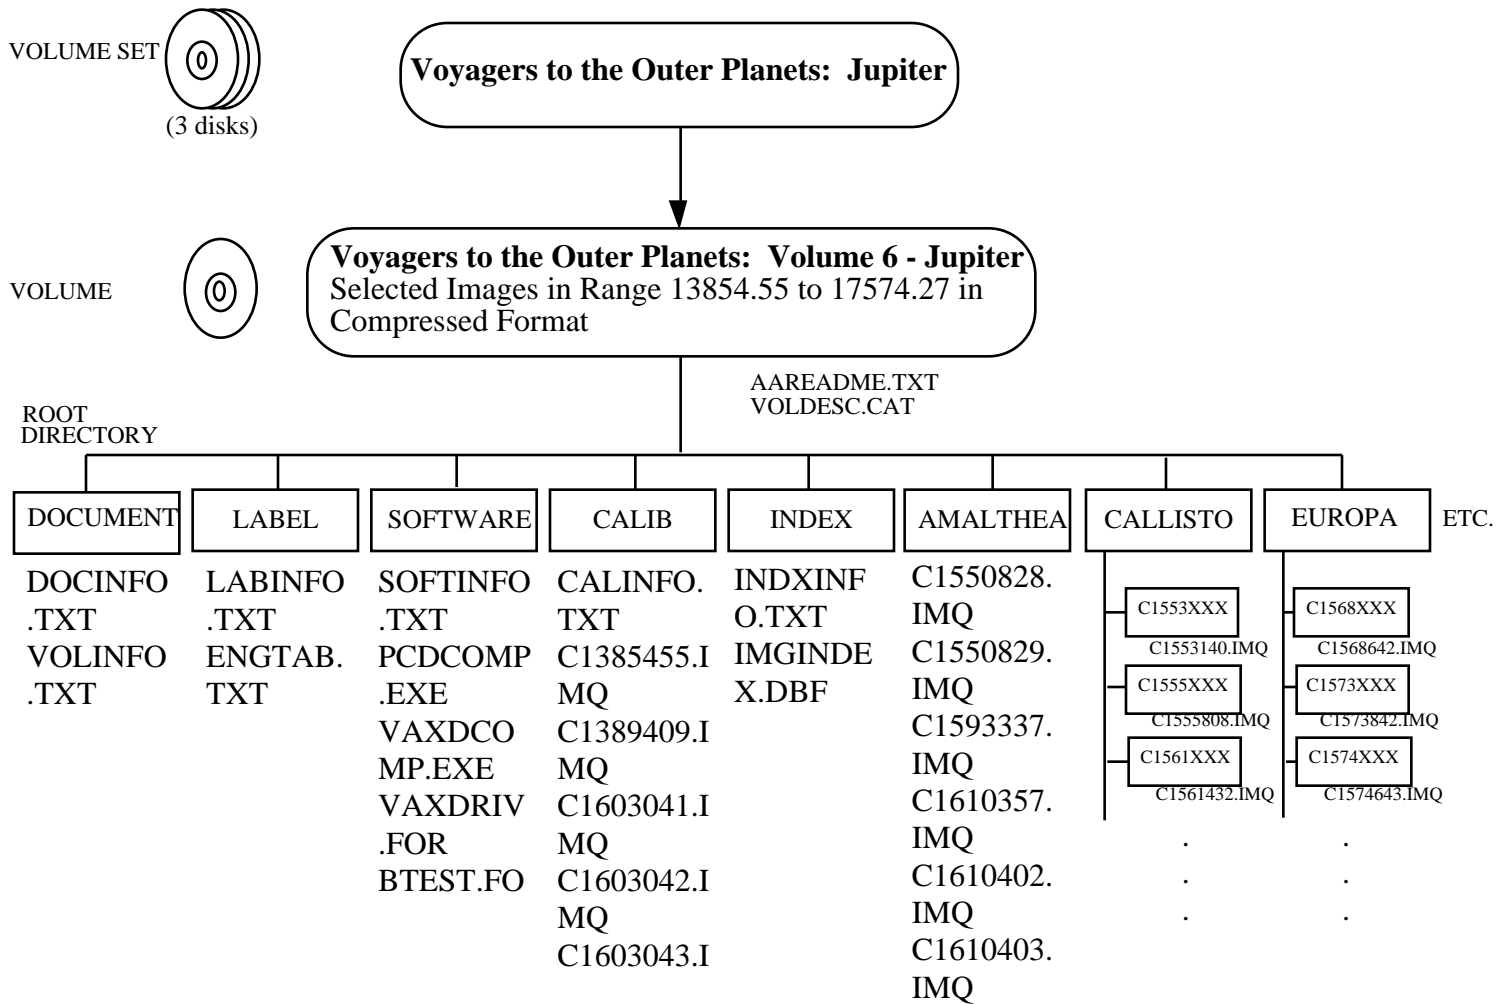 VOLUME SET
(3 disks)
Voyagers to the Outer Planets:  Jupiter
VOLUME
Voyagers to the Outer Planets:  Volume 6 - Jupiter
Selected Images in Range 13854.55 to 17574.27 in
Compressed Format
AAREADME.TXT
VOLDESC.CAT
ROOT
DIRECTORY
DOCUMENT
DOCINFO
.TXT
VOLINFO
.TXT
LABEL
LABINFO
.TXT
ENGTAB.
TXT
SOFTWARE
SOFTINFO
.TXT
PCDCOMP
.EXE
VAXDCO
MP.EXE
VAXDRIV
.FOR
BTEST.FO
CALIB
CALINFO.
TXT
C1385455.I
MQ
C1389409.I
MQ
C1603041.I
MQ
C1603042.I
MQ
C1603043.I
INDEX
INDXINF
O.TXT
IMGINDE
X.DBF
AMALTHEA
C1550828.
IMQ
C1550829.
IMQ
C1593337.
IMQ
C1610357.
IMQ
C1610402.
IMQ
C1610403.
IMQ
CALLISTO
C1553XXX
C1553140.IMQ
C1555XXX
C1555808.IMQ
C1561XXX
C1561432.IMQ
.
.
.
EUROPA
C1568XXX
C1568642.IMQ
C1573XXX
C1573842.IMQ
C1574XXX
C1574643.IMQ
.
.
.
ETC.